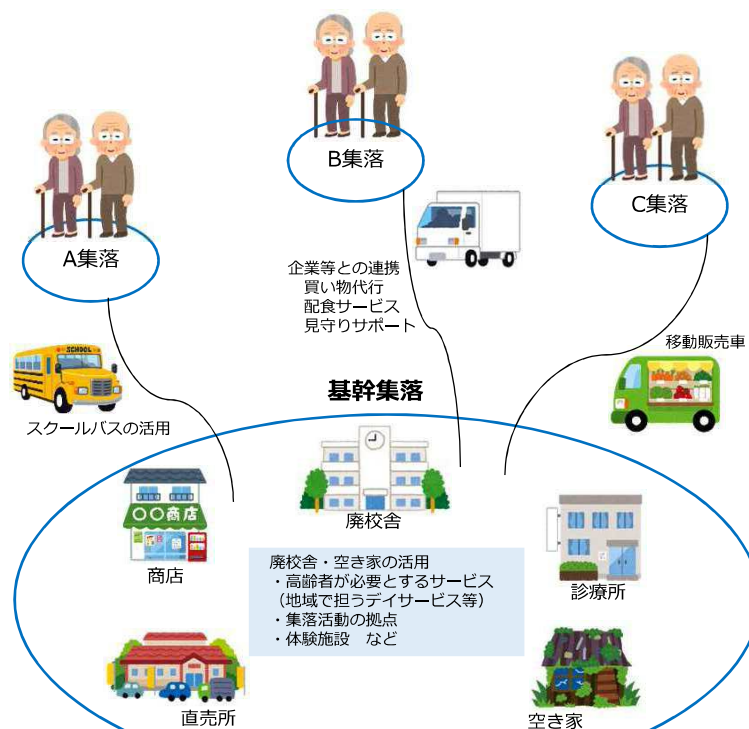 B集落
C集落
A集落
企業等との連携
買い物代行
配食サービス
見守りサポート
移動販売車
SCHOOL
基幹集落
スクールバスの活用
〇〇商店
廃校舎
商店
診療所
廃校舎・空き家の活用
・高齢者が必要とするサービス
（地域で担うデイサービス等）
・集落活動の拠点
・体験施設　など
直売所
空き家